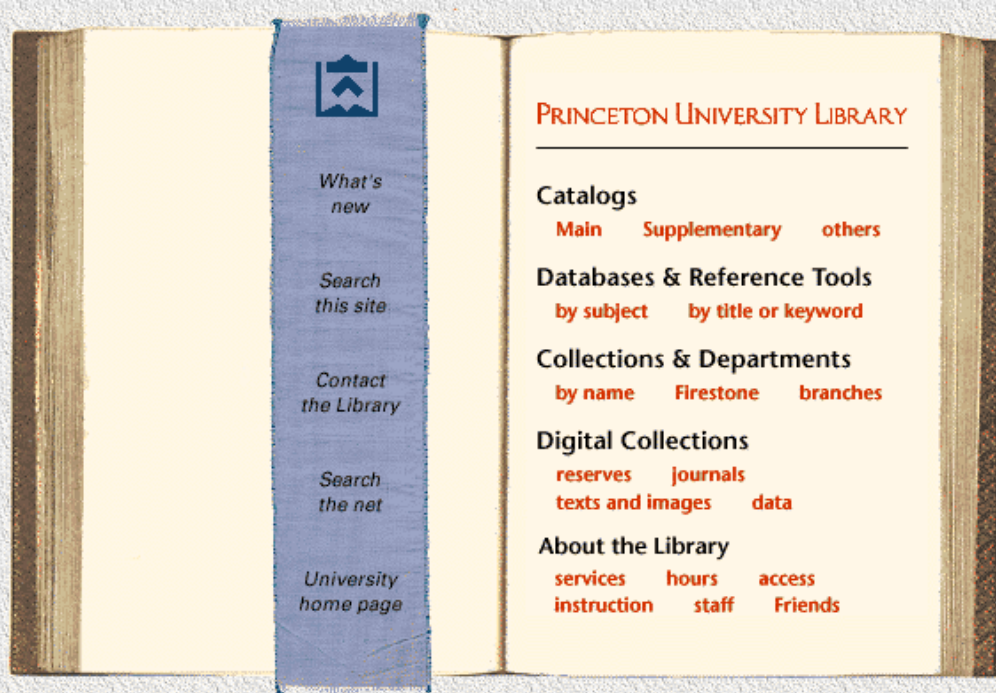 What's
new
Search
this site
Contact
the Library
Search
the net
University
home page
PRINCETON UNIVERSITY LIBRARY
Catalogs
Main Supplementary others
Databases & Reference Tools
by subject by title or keyword
Collections & Departments
by name Firestone branches
Digital Collections
reserves journals
texts and images data
About the Library
services hours access
instruction staff Friends